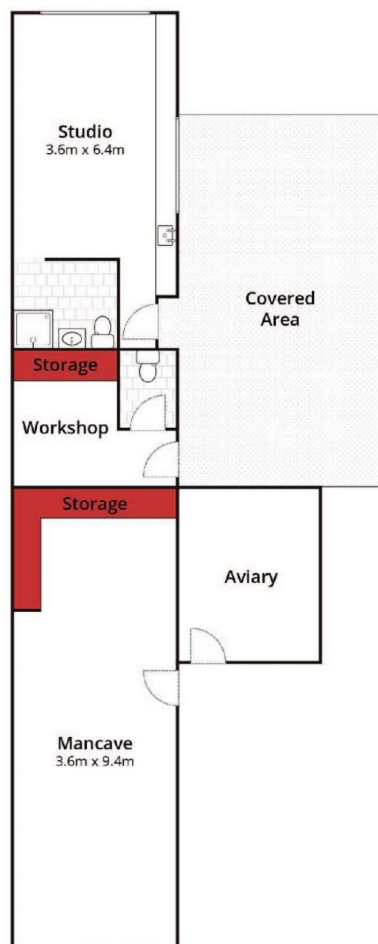 Studio
3.6m x 6.4m
Covered
Area
Storage
Workshop
Storage
Aviary
Mancave
3.6m x 9.4m